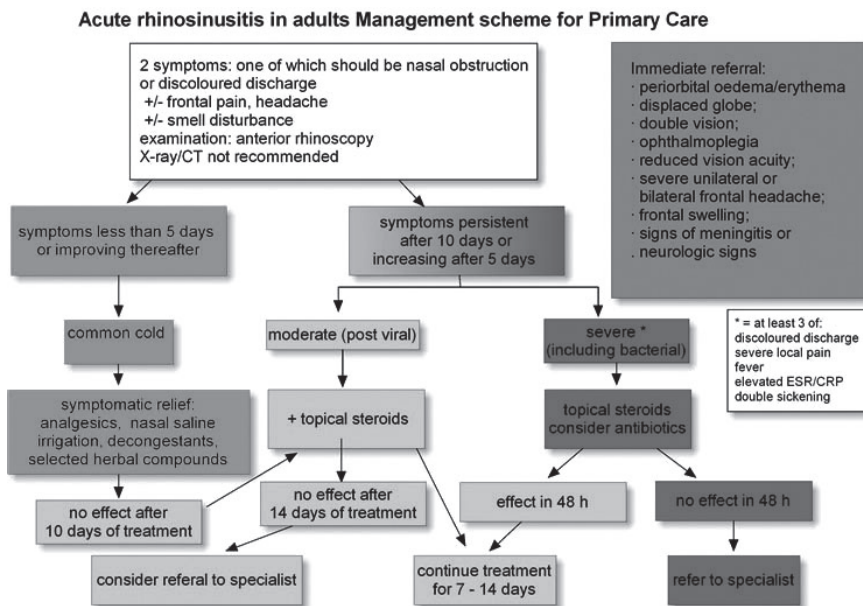 Acute rhinosinusitis in adults Management scheme for Primary Care
2 symptoms: one of which should be nasal obstruction
or discoloured discharge
+/- frontal pain, headache
+/- smell disturbance
examination: anterior rhinoscopy
X-ray/CT not recommended
Immediate referral:
· periorbital oedema/erythema
· displaced globe;
· double vision;
· ophthalmoplegia
· reduced vision acuity;
· severe unilateral or
bilateral frontal headache;
· frontal swelling;
· signs of meningitis or
. neurologic signs
symptoms less than 5 days
or improving thereafter
symptoms persistent
after 10 days or
increasing after 5 days
common cold
moderate (post viral)
severe *
(including bacterial)
* = at least 3 of:
discoloured discharge
severe local pain
fever
elevated ESR/CRP
double sickening
symptomatic relief:
analgesics, nasal saline
irrigation, decongestants,
selected herbal compounds
+ topical steroids
topical steroids
consider antibiotics
no effect after
10 days of treatment
no effect after
14 days of treatment
effect in 48 h
no effect in 48 h
consider referal to specialist
continue treatment
for 7 - 14 days
refer to specialist